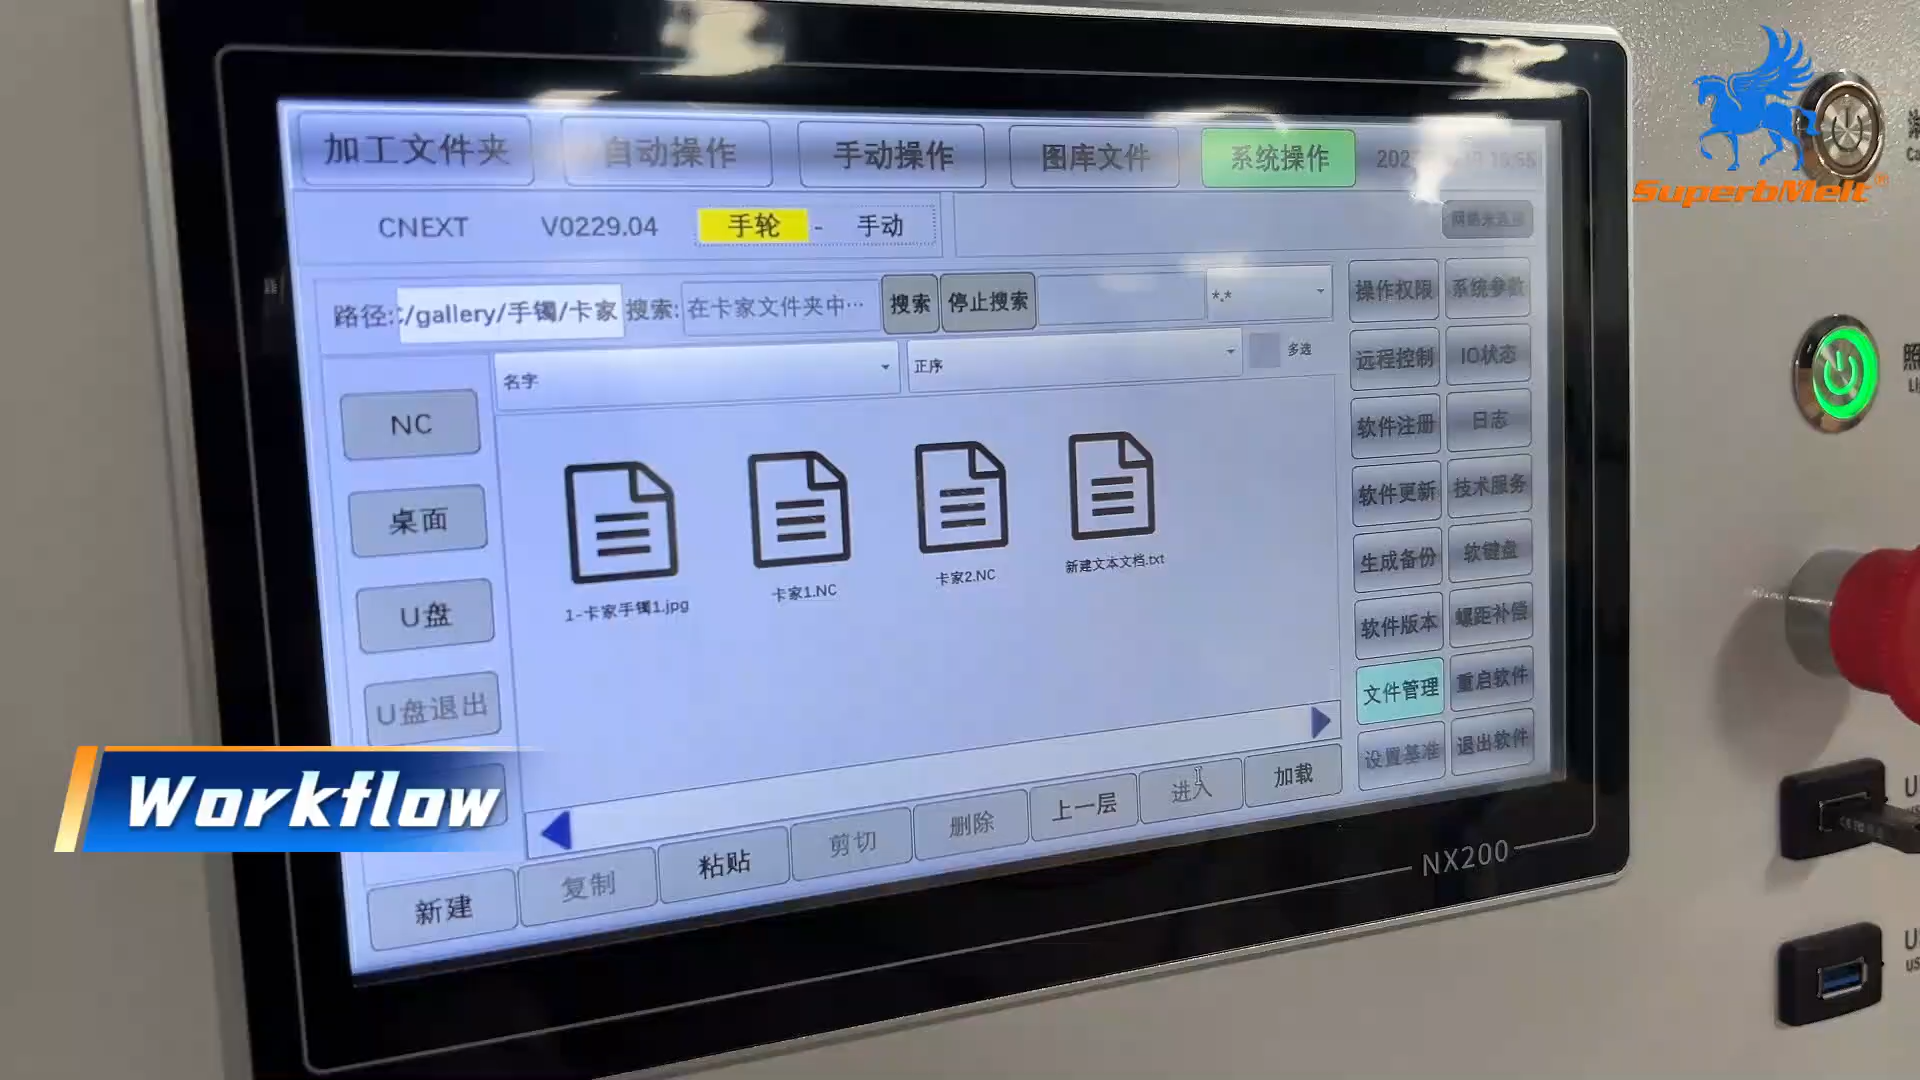 SuperbMelt®
加工文件夹 自动操作 手动操作 图库文件 系统操作
CNEXT V0229.04 手轮 - 手动
路径: /gallery/手镯/卡家 搜索: 在卡家文件夹中… 搜索 停止搜索 *.*
名字 正序 多选
操作权限 系统参数
远程控制 IO状态
软件注册 日志
软件更新 技术服务
生成备份 软键盘
软件版本 螺距补偿
文件管理 重启软件
设置基准 退出软件
NC
桌面
U盘
U盘退出
1-卡家手镯1.jpg
卡家1.NC
卡家2.NC
新建文本文档.txt
新建 复制 粘贴 剪切 删除 上一层 进入 加载
NX200
Workflow